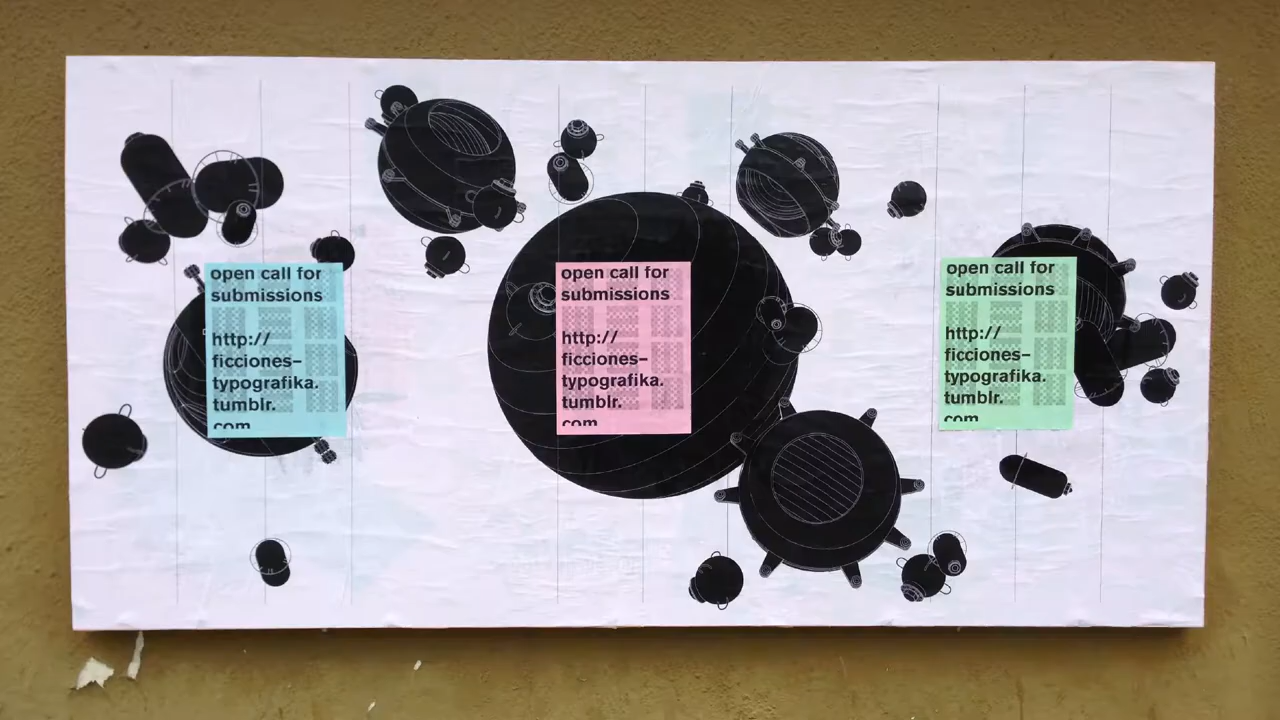 open call for
submissions
http://
ficciones–
typografika.
tumblr.
com
open call for
submissions
http://
ficciones–
typografika.
tumblr.
com
open call for
submissions
http://
ficciones–
typografika.
tumblr.
com